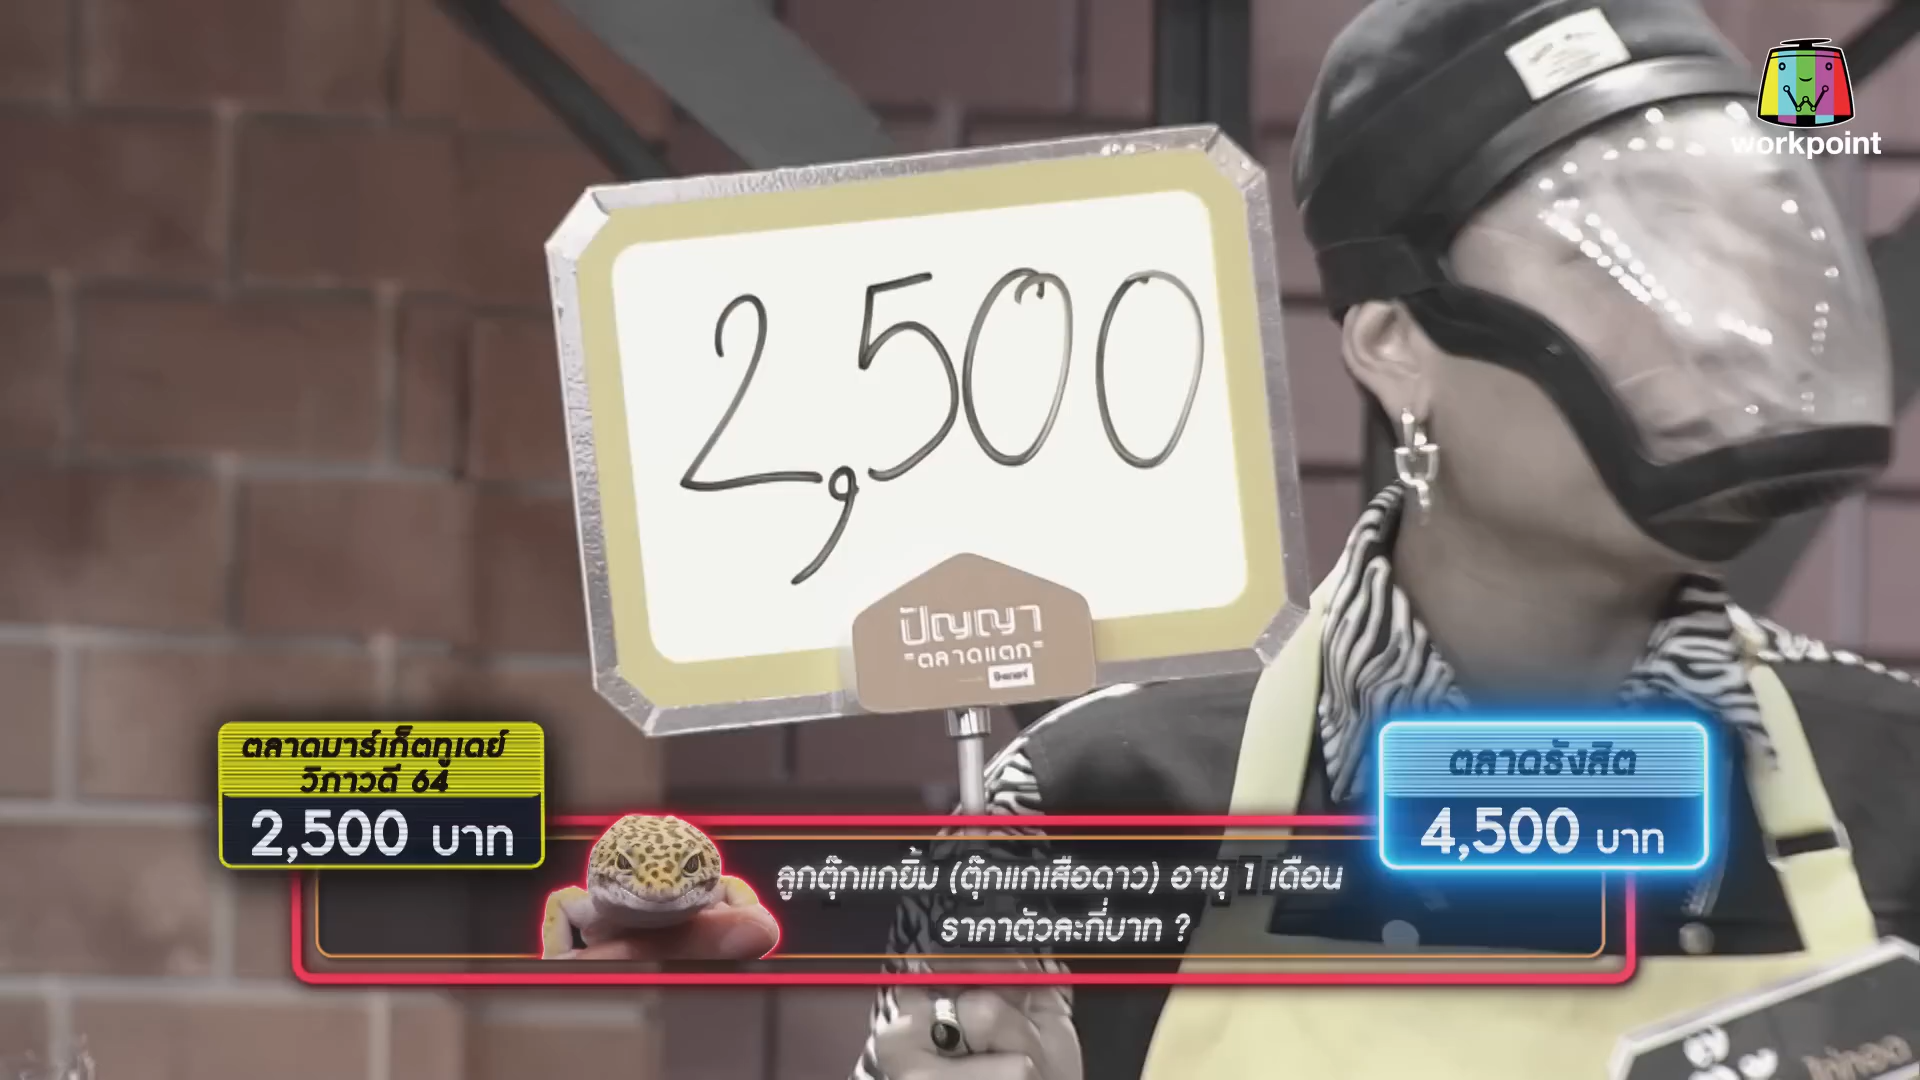 workpoint
2,500
ปัญญา
"ตลาดแตก"
ตลาดมาร์เก็ตทูเดย์
วิภาวดี 64
2,500 บาท
ตลาดรังสิต
4,500 บาท
ลูกตุ๊กแกยิ้ม (ตุ๊กแกเสือดาว) อายุ 1 เดือน
ราคาตัวละกี่บาท ?